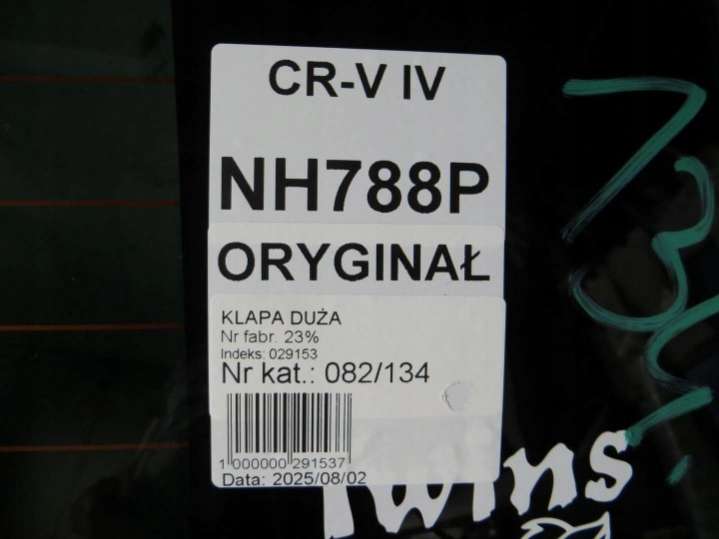 CR-V IV
NH788P
ORYGINAŁ
KLAPA DUŻA
Nr fabr. 23%
Indeks: 029153
Nr kat.: 082/134
1 000000 291537
Data: 2025/08/02
Twins